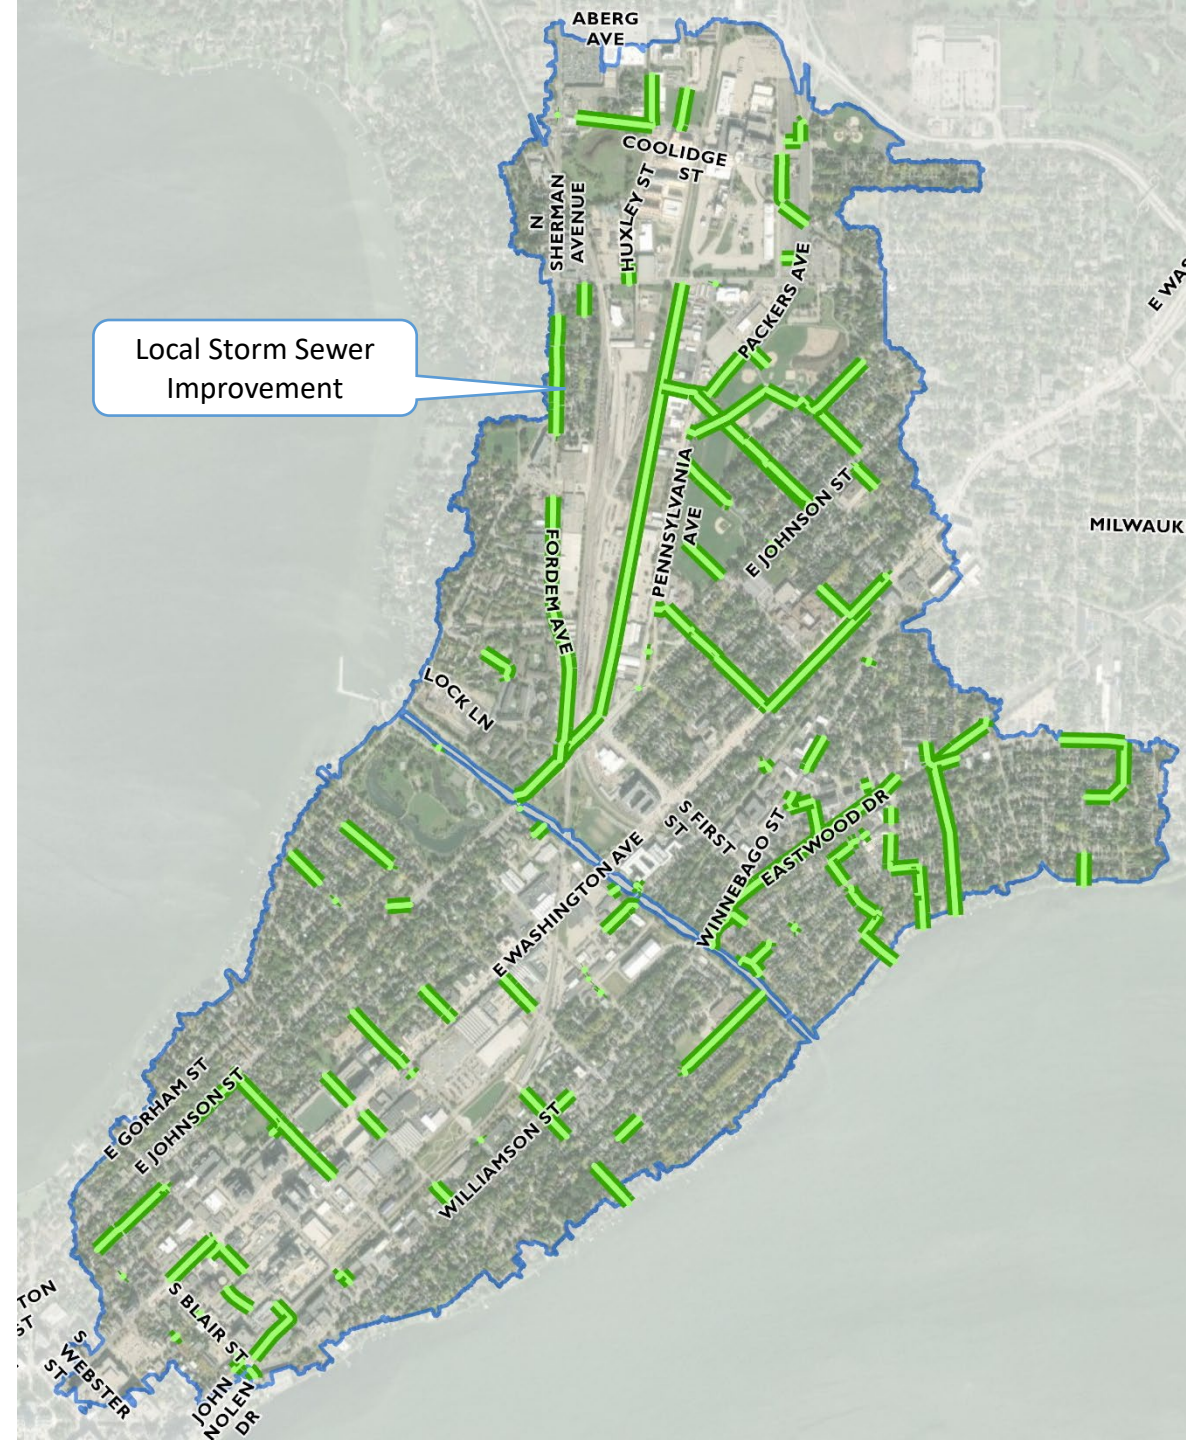 ABERG
AVE
COOLIDGE
ST
N
SHERMAN
AVENUE
HUXLEY ST
PACKERS AVE
E WAS
Local Storm Sewer
Improvement
PENNSYLVANIA
AVE
E JOHNSON ST
MILWAUK
FORDEM AVE
LOCK LN
S FIRST
ST
WINNEBAGO ST
EASTWOOD DR
E WASHINGTON AVE
E GORHAM ST
E JOHNSON ST
WILLIAMSON ST
TON
ST
S BLAIR ST
S
WEBSTER
ST
JOHN
NOLEN
DR